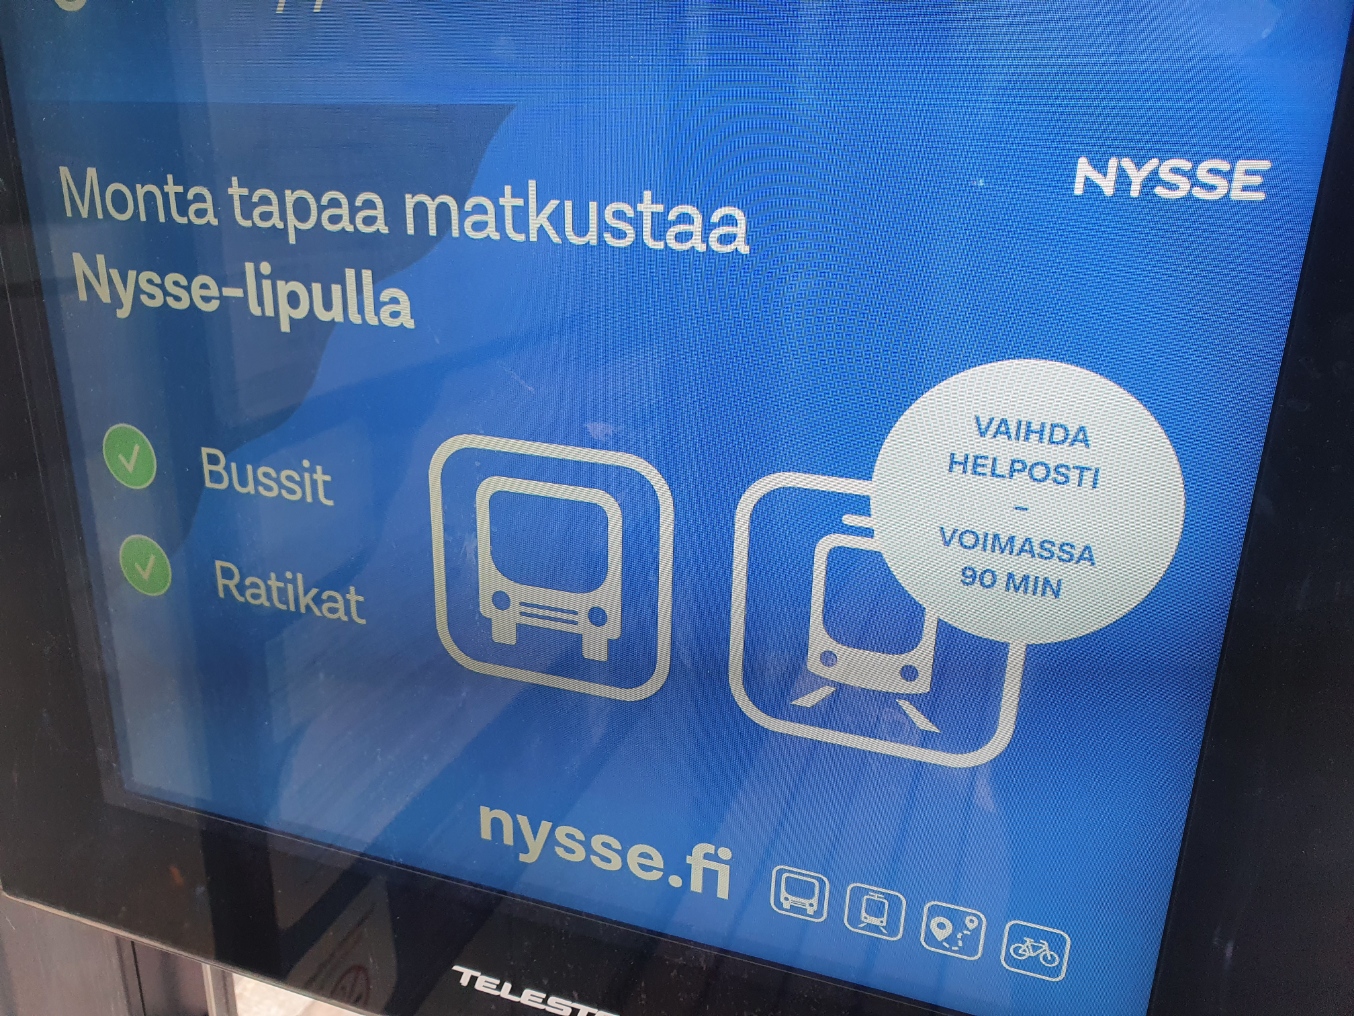 NYSSE
Monta tapaa matkustaa
Nysse-lipulla
Bussit
Ratikat
VAIHDA
HELPOSTI
–
VOIMASSA
90 MIN
nysse.fi